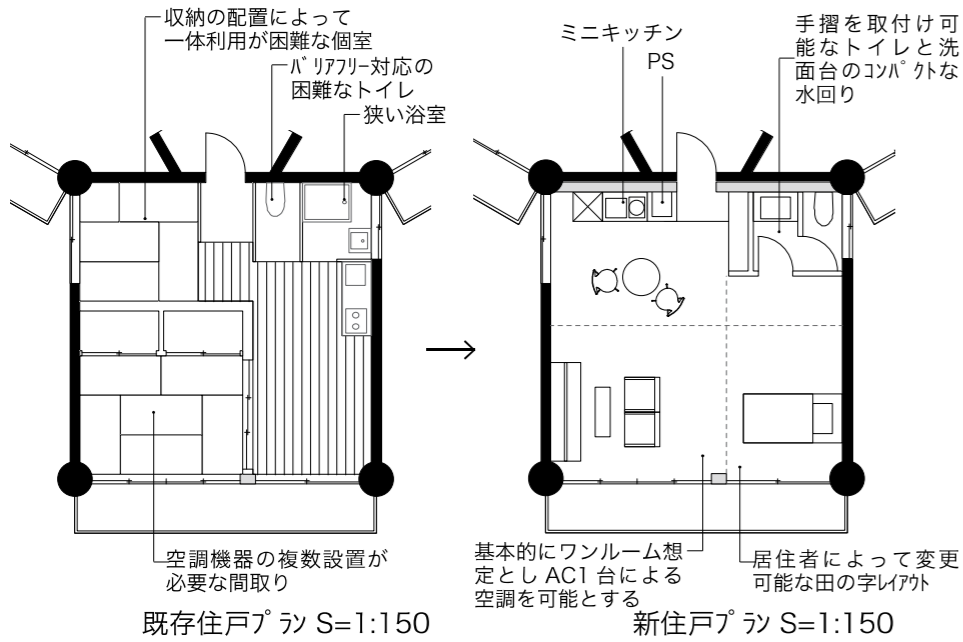 収納の配置によって
一体利用が困難な個室
バリアフリー対応の
困難なトイレ
狭い浴室
空調機器の複数設置が
必要な間取り
既存住戸プラン S=1:150
ミニキッチン
PS
手摺を取付け可
能なトイレと洗
面台のコンパクトな
水回り
基本的にワンルーム想
定とし AC1 台による
空調を可能とする
居住者によって変更
可能な田の字レイアウト
新住戸プラン S=1:150